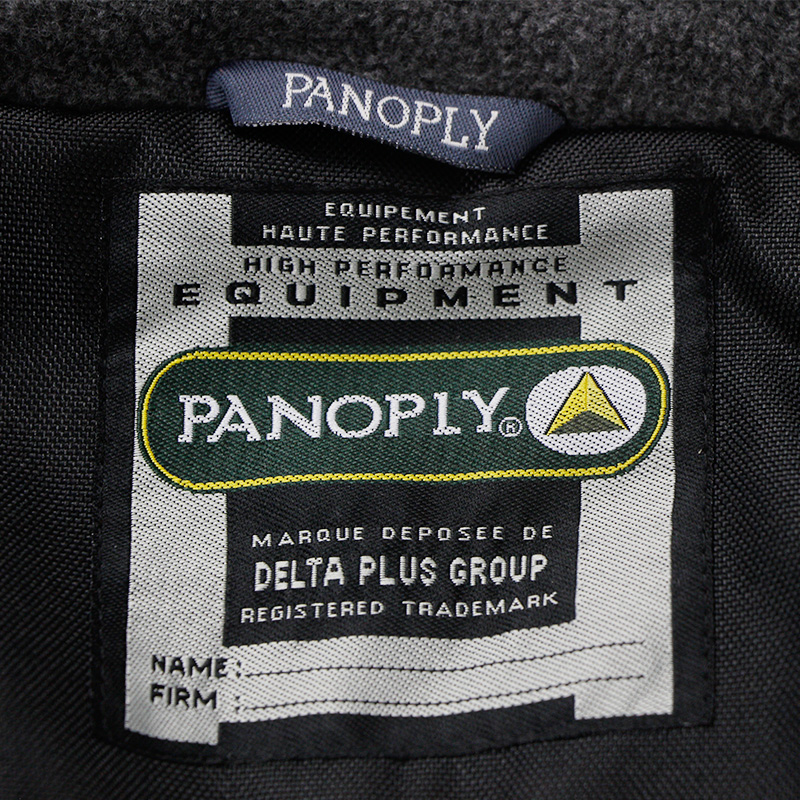 PANOPLY
EQUIPEMENT
HAUTE PERFORMANCE
HIGH PERFORMANCE
EQUIPMENT
PANOPLY®
MARQUE DEPOSEE DE
DELTA PLUS GROUP
REGISTERED TRADEMARK
NAME:
FIRM :